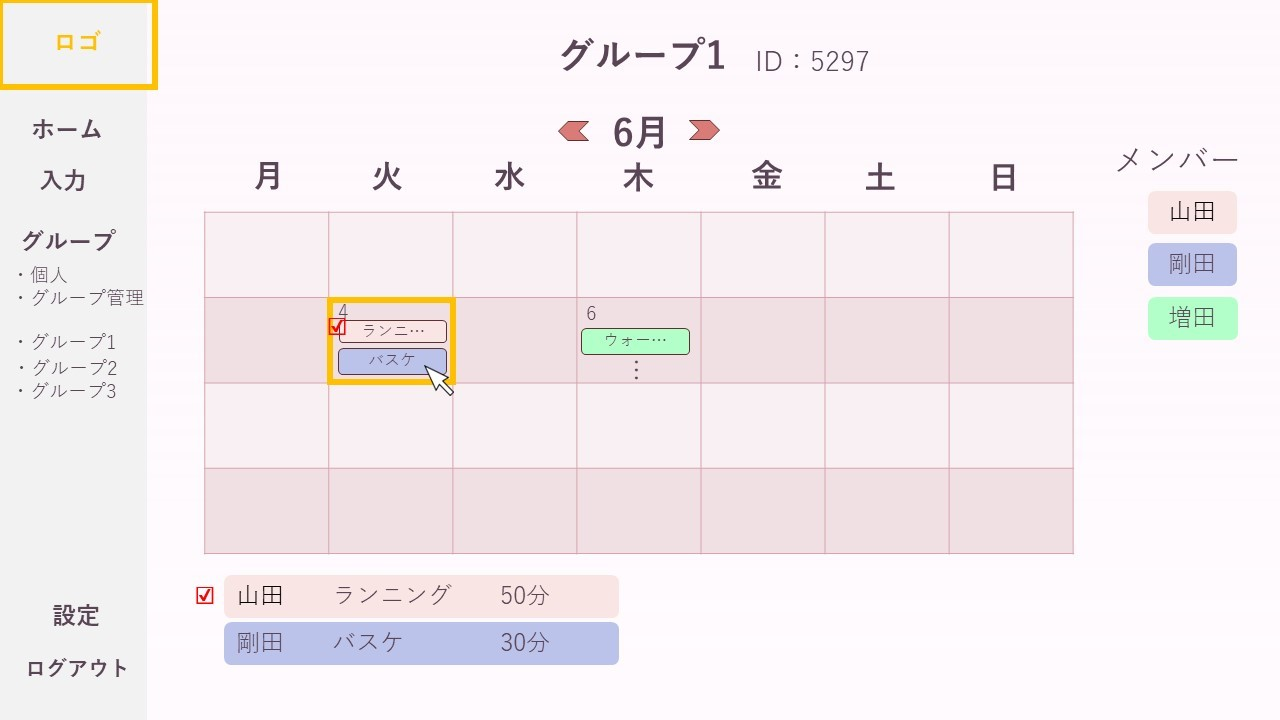 ロゴ
ホーム
入力
グループ
・個人
・グループ管理
・グループ1
・グループ2
・グループ3
設定
ログアウト
グループ1 ID：5297
6月
月 火 水 木 金 土 日
4
ランニ…
バスケ
6
ウォー…
⋮
☑ 山田 ランニング 50分
剛田 バスケ 30分
メンバー
山田
剛田
増田